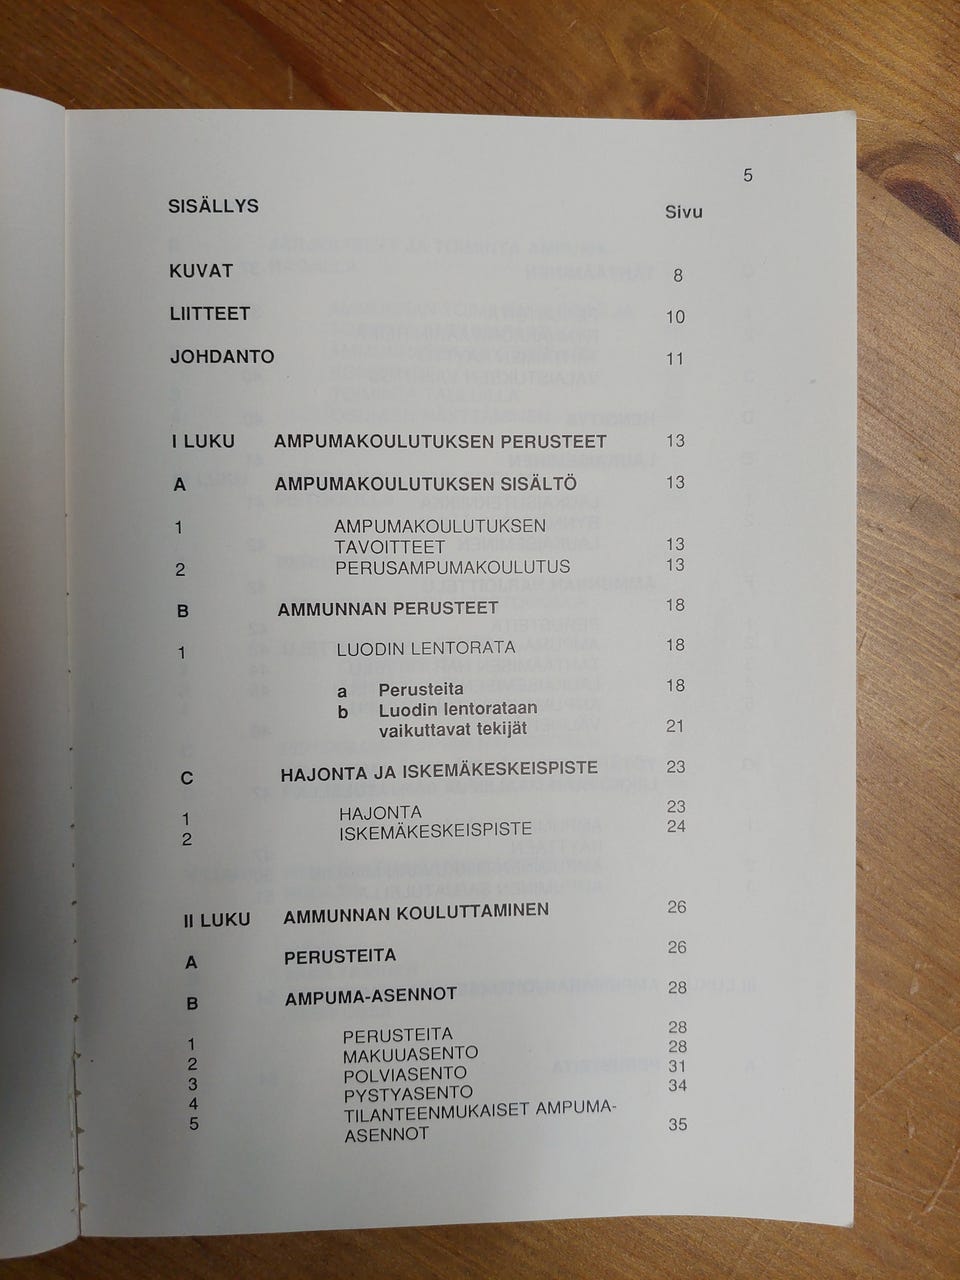 5
SISÄLLYS Sivu
KUVAT 8
LIITTEET 10
JOHDANTO 11
I LUKU AMPUMAKOULUTUKSEN PERUSTEET 13
A AMPUMAKOULUTUKSEN SISÄLTÖ 13
1 AMPUMAKOULUTUKSEN
TAVOITTEET 13
2 PERUSAMPUMAKOULUTUS 13
B AMMUNNAN PERUSTEET 18
1 LUODIN LENTORATA 18
a Perusteita 18
b Luodin lentorataan
vaikuttavat tekijät 21
C HAJONTA JA ISKEMÄKESKEISPISTE 23
1 HAJONTA 23
2 ISKEMÄKESKEISPISTE 24
II LUKU AMMUNNAN KOULUTTAMINEN 26
A PERUSTEITA 26
B AMPUMA-ASENNOT 28
1 PERUSTEITA 28
2 MAKUUASENTO 28
3 POLVIASENTO 31
4 PYSTYASENTO 34
5 TILANTEENMUKAISET AMPUMA-
ASENNOT 35